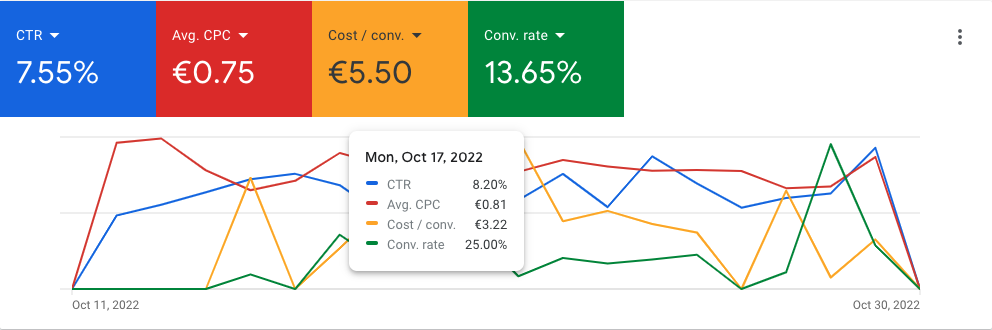 CTR Avg. CPC Cost / conv. Conv. rate
7.55% €0.75 €5.50 13.65%
Mon, Oct 17, 2022
CTR 8.20%
Avg. CPC €0.81
Cost / conv. €3.22
Conv. rate 25.00%
Oct 11, 2022 Oct 30, 2022